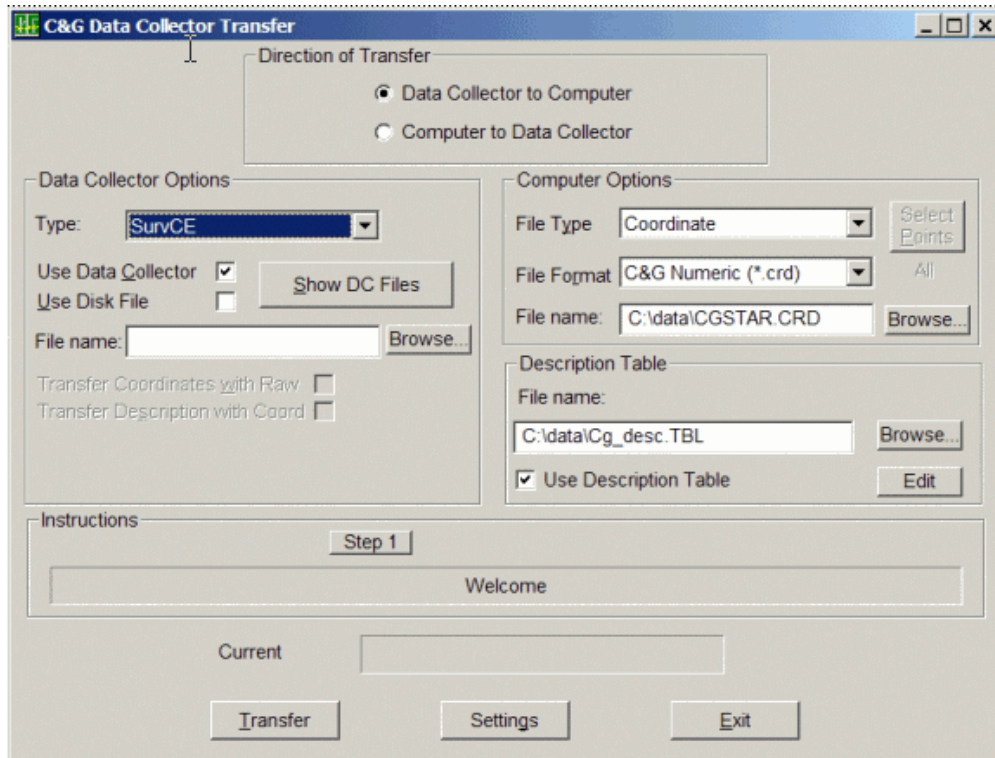 C&G Data Collector Transfer
Direction of Transfer
Data Collector to Computer
Computer to Data Collector
Data Collector Options
Type: SurvCE
Use Data Collector
Use Disk File
Show DC Files
File name: Browse...
Transfer Coordinates with Raw
Transfer Description with Coord
Computer Options
File Type Coordinate
Select Points
File Format C&G Numeric (*.crd)
All
File name: C:\data\CGSTAR.CRD Browse...
Description Table
File name:
C:\data\Cg_desc.TBL Browse...
Use Description Table Edit
Instructions
Step 1
Welcome
Current
Transfer Settings Exit